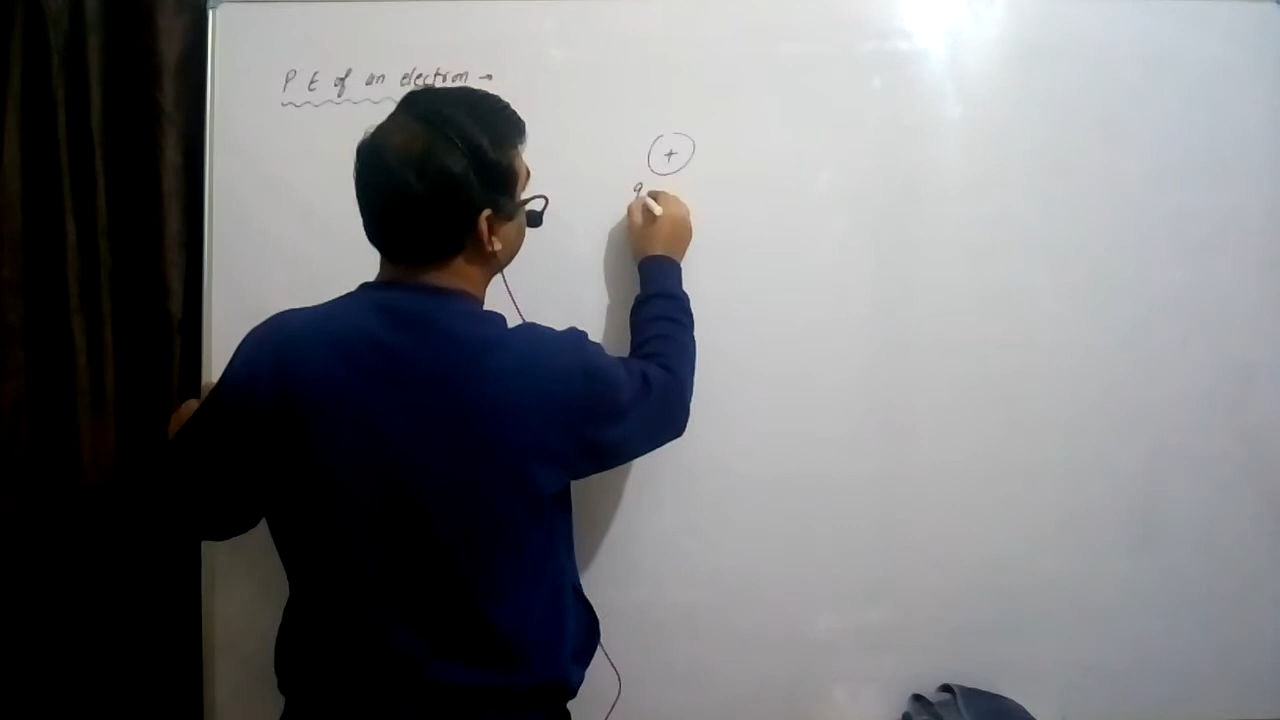 P E of an electron →
+
q